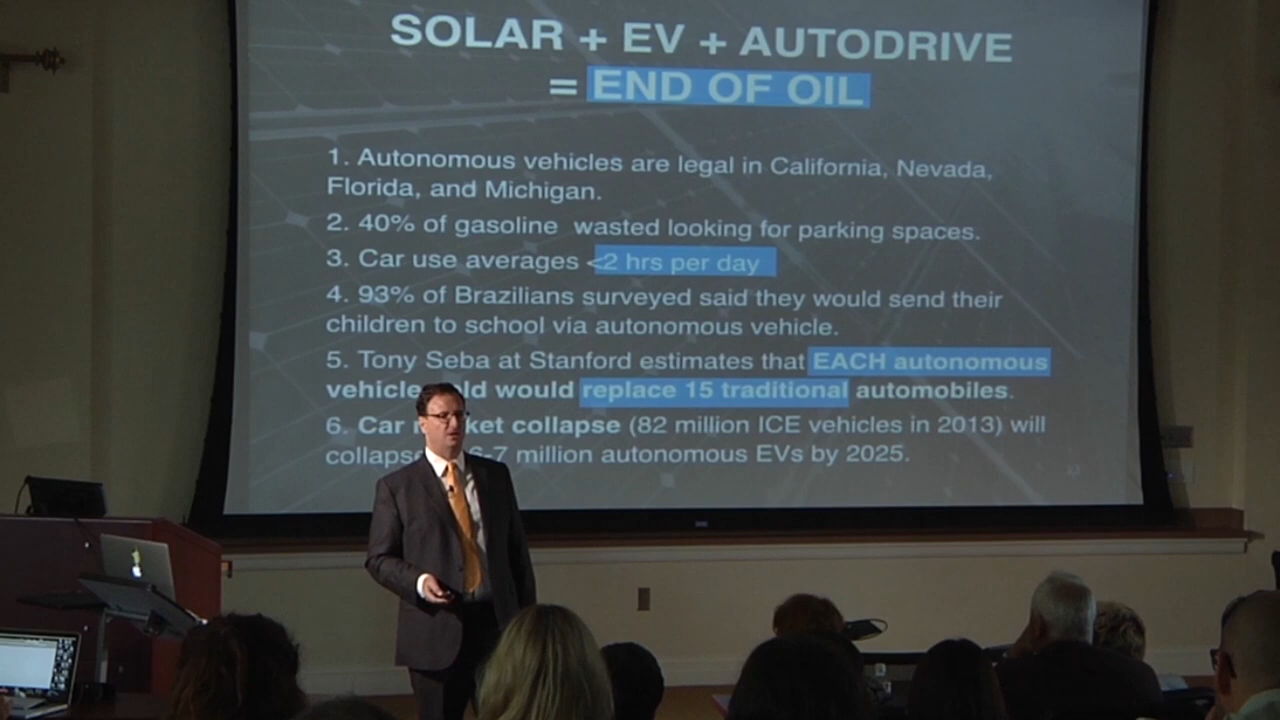 SOLAR + EV + AUTODRIVE
= END OF OIL
1. Autonomous vehicles are legal in California, Nevada,
Florida, and Michigan.
2. 40% of gasoline wasted looking for parking spaces.
3. Car use averages <2 hrs per day
4. 93% of Brazilians surveyed said they would send their
children to school via autonomous vehicle.
5. Tony Seba at Stanford estimates that EACH autonomous
vehicle would replace 15 traditional automobiles.
6. Car collapse (82 million ICE vehicles in 2013) will
collapse 6-7 million autonomous EVs by 2025.